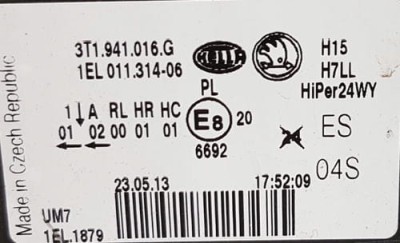 Made in Czech Republic
3T1.941.016.G
1EL 011.314-06
HELLA
H15
H7LL
HiPer24WY
PL
1 A RL HR HC
01 02 00 01 01
E8 20
6692
ES
04S
23.05.13 17:52:09
UM7
1EL.1879